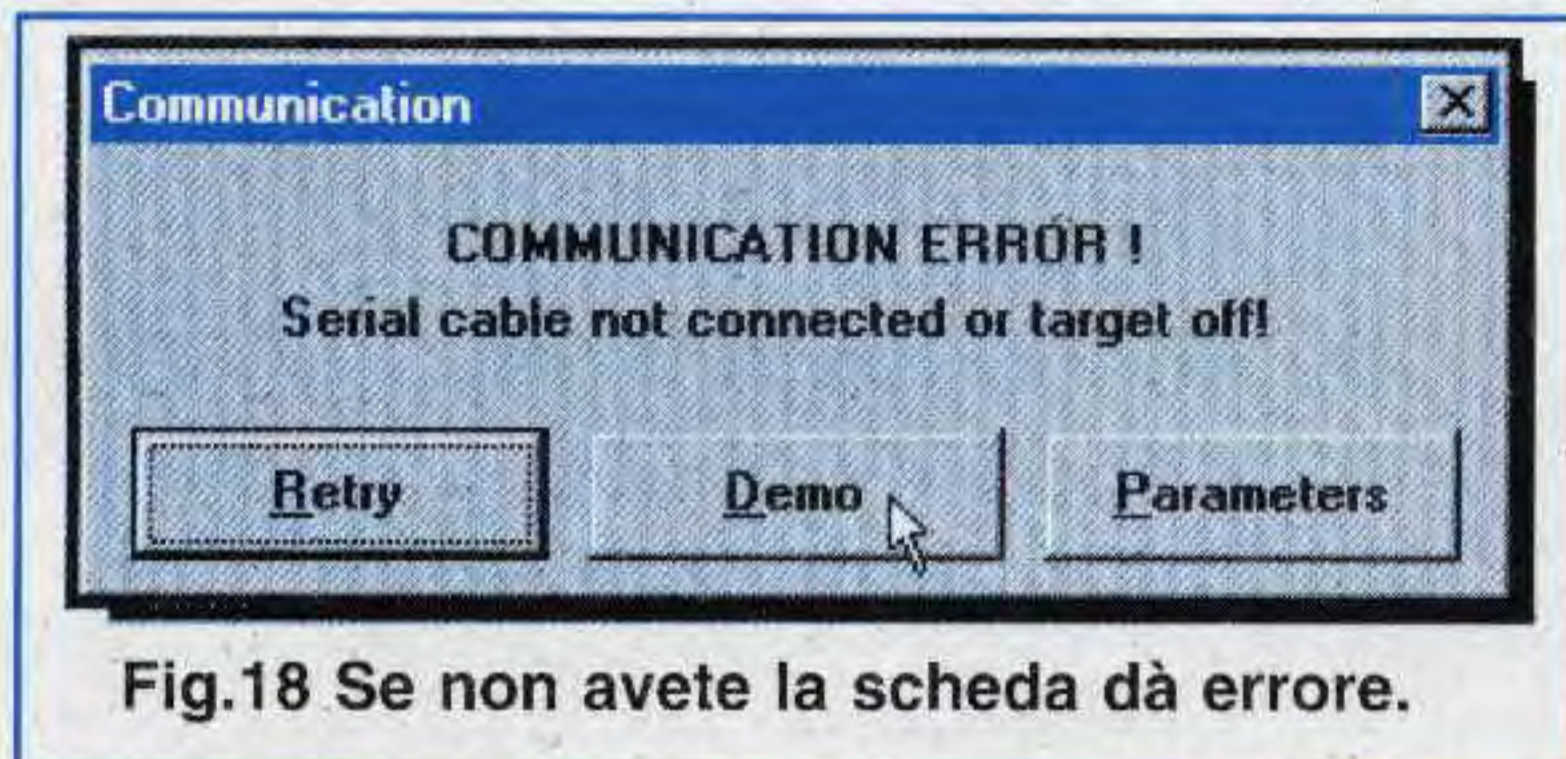 Communication
COMMUNICATION ERROR !
Serial cable not connected or target off!
Retry
Demo
Parameters
Fig.18 Se non avete la scheda dà errore.